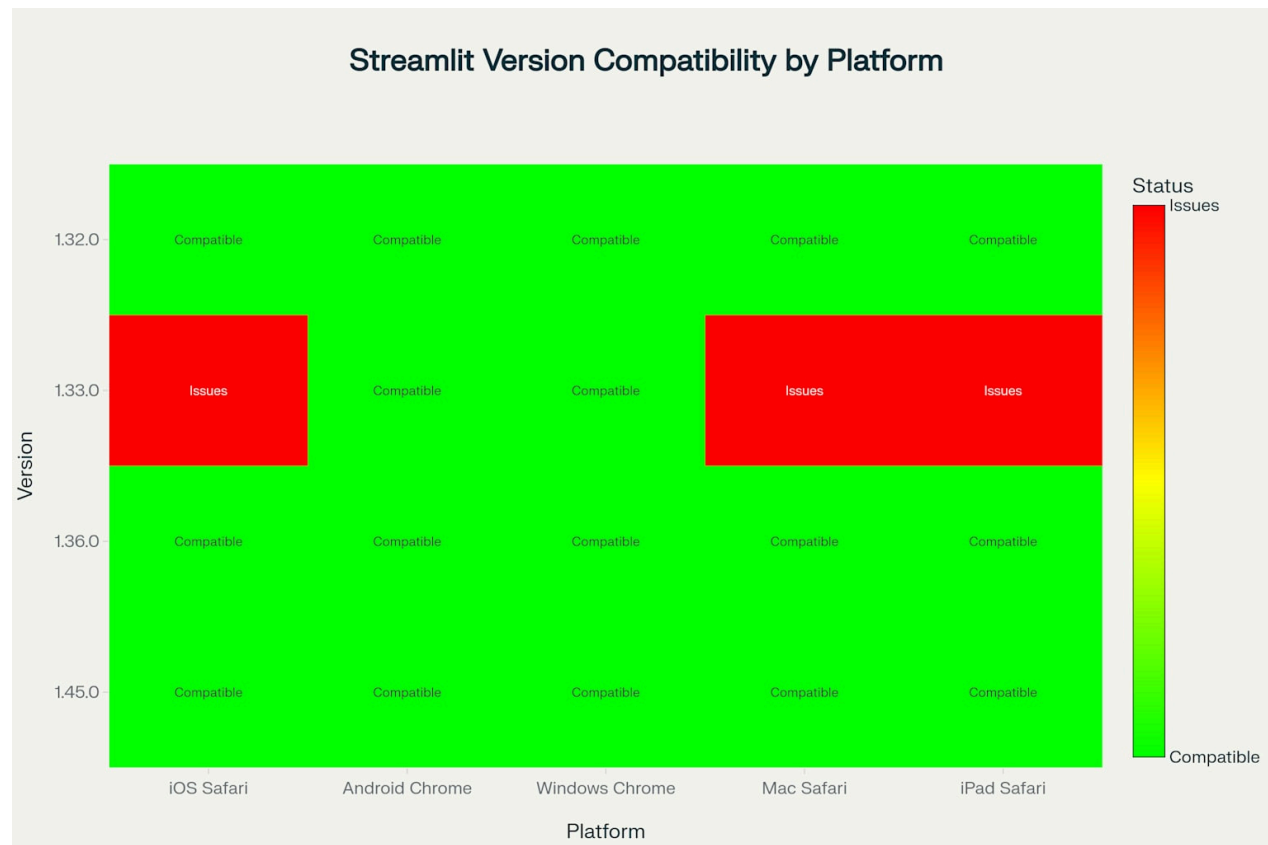 Streamlit Version Compatibility by Platform
Status
Issues
1.32.0 Compatible Compatible Compatible Compatible Compatible
1.33.0 Issues Compatible Compatible Issues Issues
Version
1.36.0 Compatible Compatible Compatible Compatible Compatible
1.45.0 Compatible Compatible Compatible Compatible Compatible
Compatible
iOS Safari Android Chrome Windows Chrome Mac Safari iPad Safari
Platform